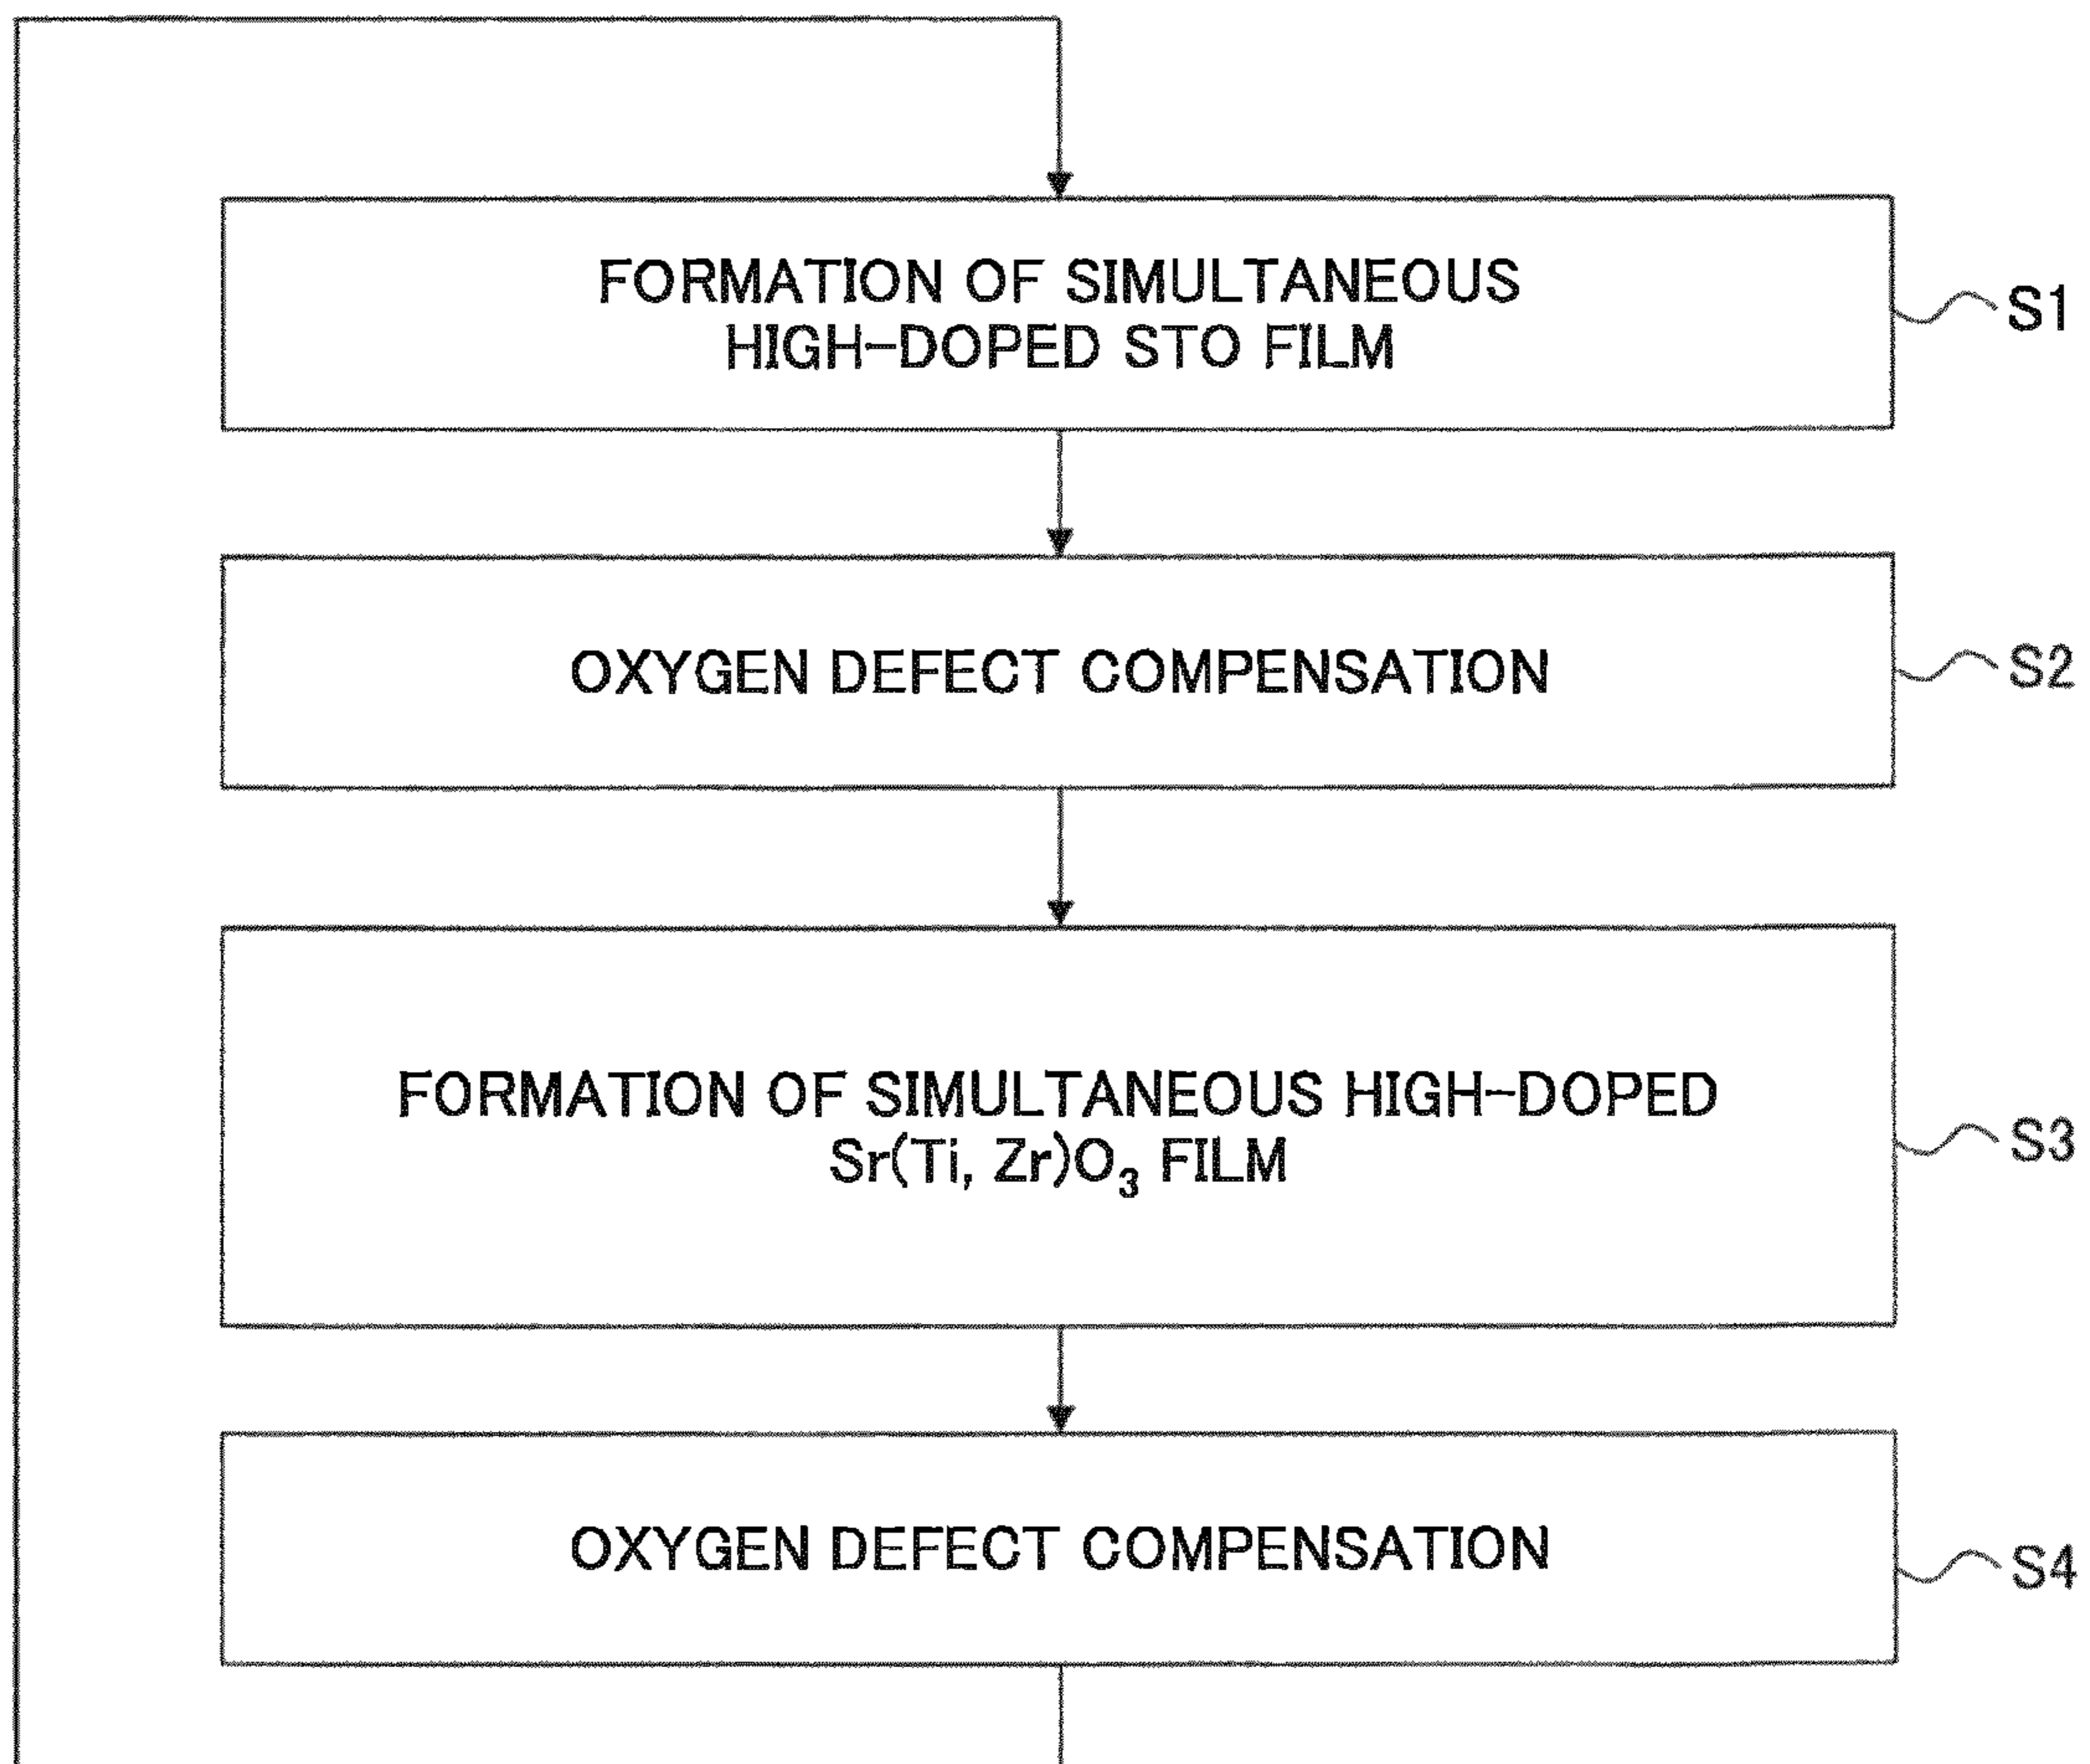 FORMATION OF SIMULTANEOUS
HIGH-DOPED STO FILM
S1
OXYGEN DEFECT COMPENSATION
S2
FORMATION OF SIMULTANEOUS HIGH-DOPED
Sr(Ti, Zr)O₃ FILM
S3
OXYGEN DEFECT COMPENSATION
S4